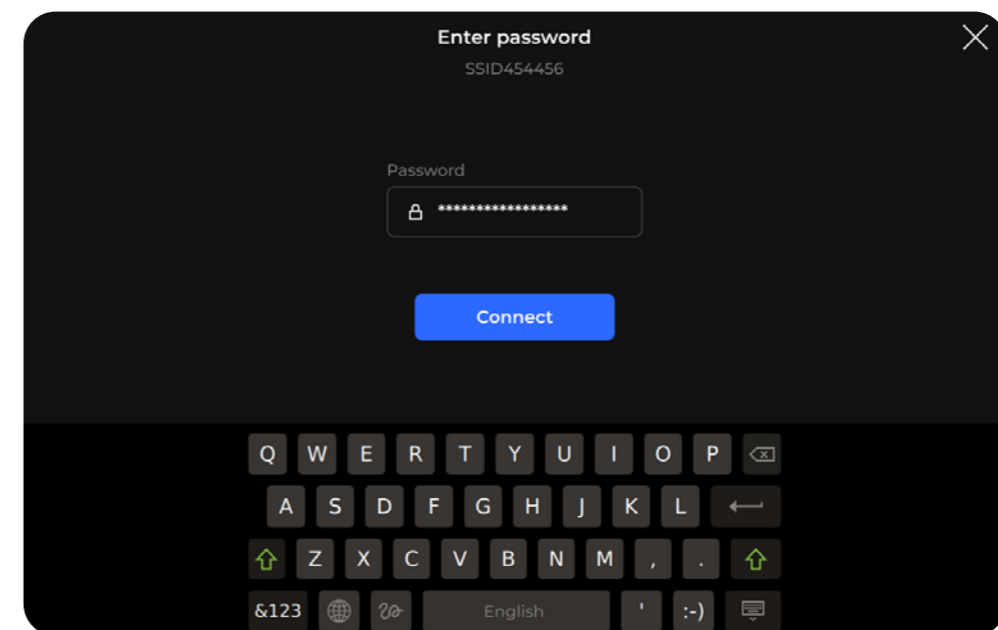 Enter password
SSID454456
Password
*****************
Connect
Q W E R T Y U I O P
A S D F G H J K L
Z X C V B N M , .
&123 English ' :-)